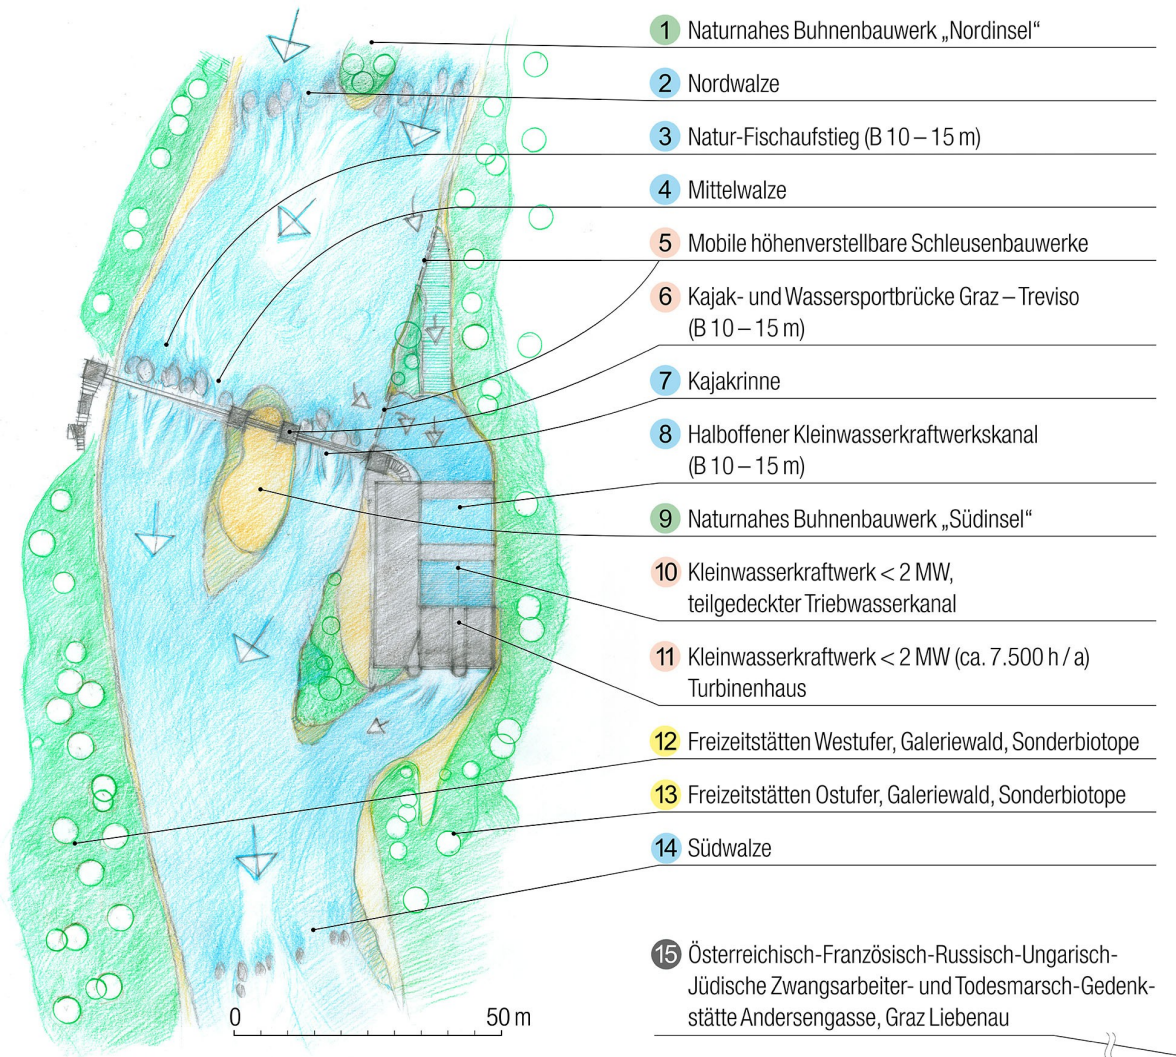 1 Naturnahes Buhnenbauwerk „Nordinsel“
2 Nordwalze
3 Natur-Fischaufstieg (B 10 – 15 m)
4 Mittelwalze
5 Mobile höhenverstellbare Schleusenbauwerke
6 Kajak- und Wassersportbrücke Graz – Treviso
(B 10 – 15 m)
7 Kajakrinne
8 Halboffener Kleinwasserkraftwerkskanal
(B 10 – 15 m)
9 Naturnahes Buhnenbauwerk „Südinsel“
10 Kleinwasserkraftwerk < 2 MW,
teilgedeckter Triebwasserkanal
11 Kleinwasserkraftwerk < 2 MW (ca. 7.500 h / a)
Turbinenhaus
12 Freizeitstätten Westufer, Galeriewald, Sonderbiotope
13 Freizeitstätten Ostufer, Galeriewald, Sonderbiotope
14 Südwalze
15 Österreichisch-Französisch-Russisch-Ungarisch-
Jüdische Zwangsarbeiter- und Todesmarsch-Gedenk-
stätte Andersengasse, Graz Liebenau
0 50 m